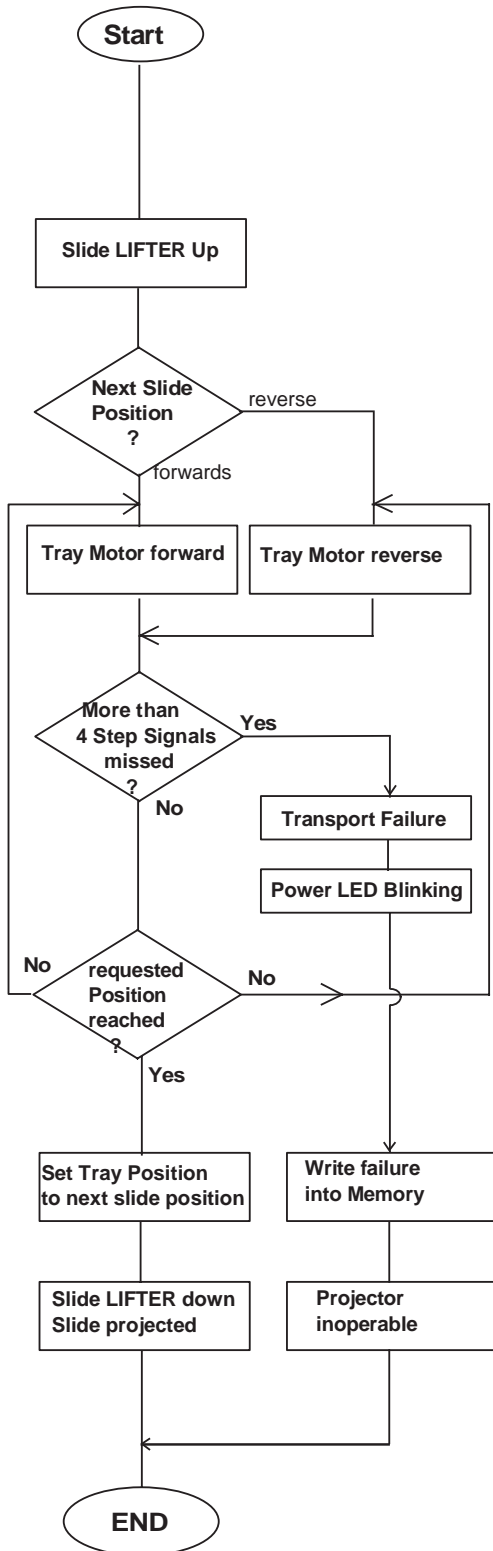 Start
Slide LIFTER Up
Next Slide
Position
?
reverse
forwards
Tray Motor forward
Tray Motor reverse
More than
4 Step Signals
missed
?
Yes
No
Transport Failure
Power LED Blinking
No
requested
Position
reached
?
No
Yes
Set Tray Position
to next slide position
Write failure
into Memory
Slide LIFTER down
Slide projected
Projector
inoperable
END